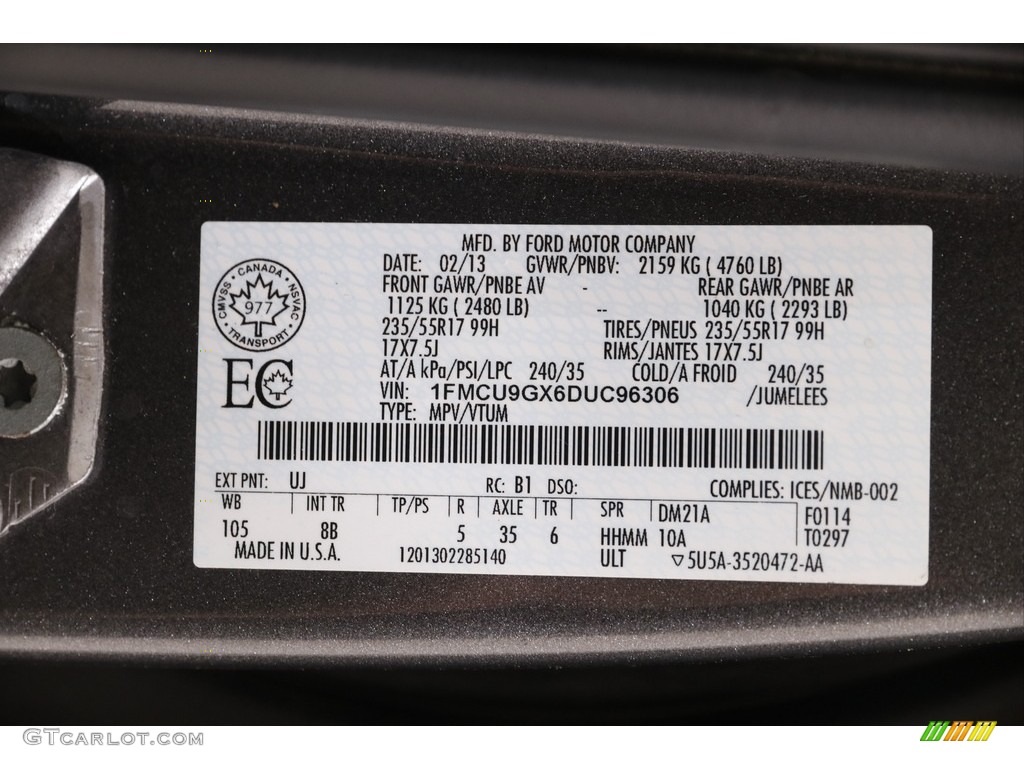 MFD. BY FORD MOTOR COMPANY
DATE: 02/13 GVWR/PNBV: 2159 KG ( 4760 LB)
FRONT GAWR/PNBE AV - REAR GAWR/PNBE AR
1125 KG ( 2480 LB) -- 1040 KG ( 2293 LB)
235/55R17 99H TIRES/PNEUS 235/55R17 99H
17X7.5J RIMS/JANTES 17X7.5J
AT/A kPa/PSI/LPC 240/35 COLD/A FROID 240/35
VIN: 1FMCU9GX6DUC96306 /JUMELEES
TYPE: MPV/VTUM
CMVSS · CANADA · NSVAC
977
· TRANSPORT ·
EC
EXT PNT: UJ RC: B1 DSO: COMPLIES: ICES/NMB-002
WB INT TR TP/PS R AXLE TR SPR DM21A F0114
105 8B 5 35 6 HHMM 10A T0297
MADE IN U.S.A. 1201302285140 ULT ▽5U5A-3520472-AA
GTCARLOT.COM